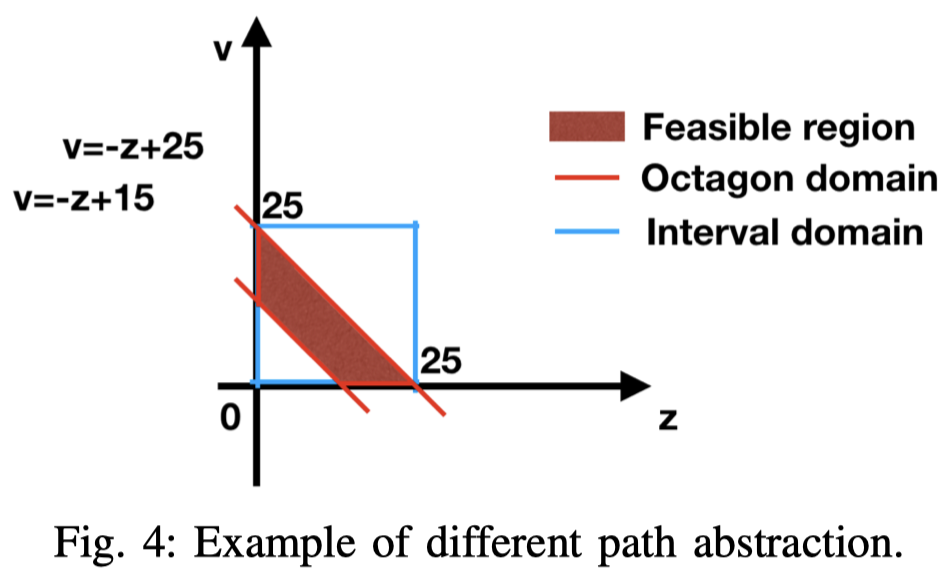 v
v=-z+25
v=-z+15
25
25
0
z
Feasible region
Octagon domain
Interval domain
Fig. 4: Example of different path abstraction.